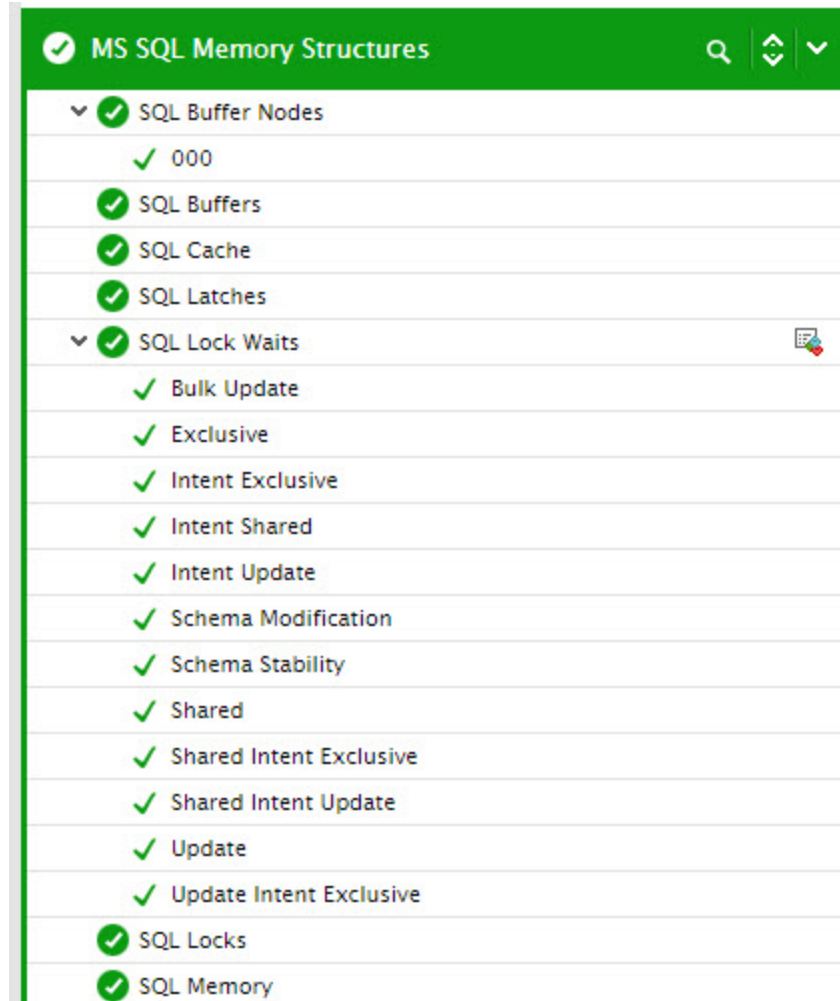 MS SQL Memory Structures
SQL Buffer Nodes
000
SQL Buffers
SQL Cache
SQL Latches
SQL Lock Waits
Bulk Update
Exclusive
Intent Exclusive
Intent Shared
Intent Update
Schema Modification
Schema Stability
Shared
Shared Intent Exclusive
Shared Intent Update
Update
Update Intent Exclusive
SQL Locks
SQL Memory